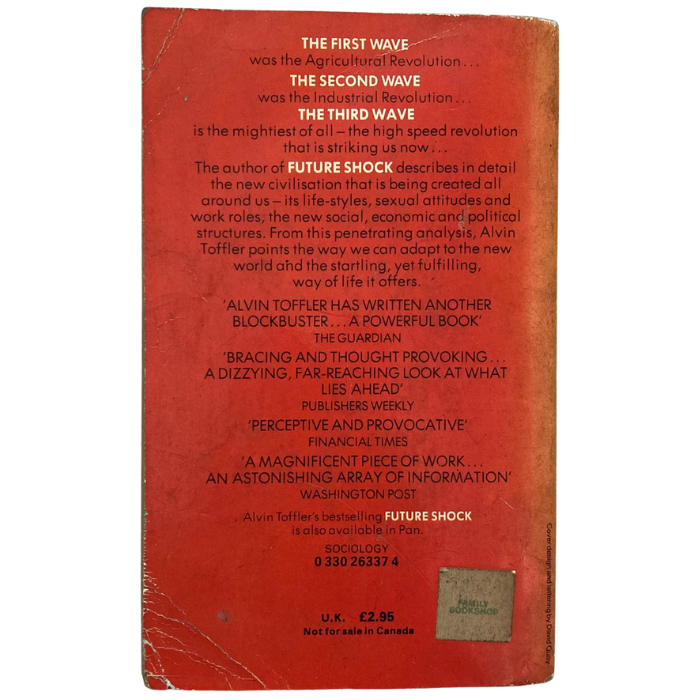 THE FIRST WAVE
was the Agricultural Revolution...
THE SECOND WAVE
was the Industrial Revolution...
THE THIRD WAVE
is the mightiest of all – the high speed revolution
that is striking us now...
The author of FUTURE SHOCK describes in detail
the new civilisation that is being created all
around us – its life-styles, sexual attitudes and
work roles; the new social, economic and political
structures. From this penetrating analysis, Alvin
Toffler points the way we can adapt to the new
world and the startling, yet fulfilling,
way of life it offers.
'ALVIN TOFFLER HAS WRITTEN ANOTHER
BLOCKBUSTER... A POWERFUL BOOK'
THE GUARDIAN
'BRACING AND THOUGHT PROVOKING...
A DIZZYING, FAR-REACHING LOOK AT WHAT
LIES AHEAD'
PUBLISHERS WEEKLY
'PERCEPTIVE AND PROVOCATIVE'
FINANCIAL TIMES
'A MAGNIFICENT PIECE OF WORK...
AN ASTONISHING ARRAY OF INFORMATION'
WASHINGTON POST
Alvin Toffler's bestselling FUTURE SHOCK
is also available in Pan.
SOCIOLOGY
0 330 26337 4
U.K. £2.95
Not for sale in Canada
FAMILY
BOOKSHOP
Cover design and lettering by David